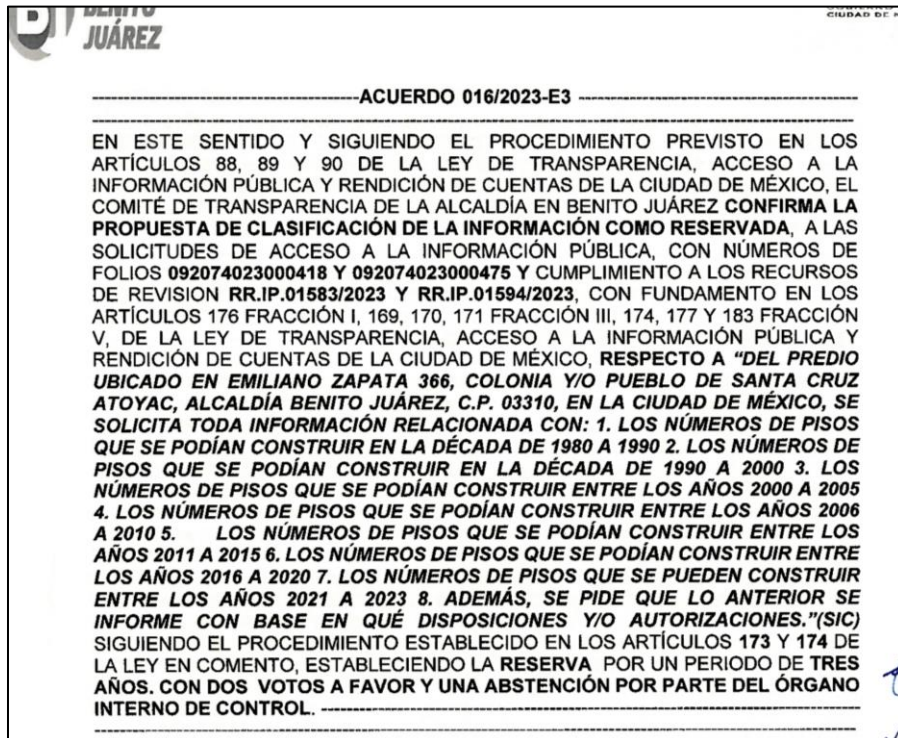 BENITO
JUÁREZ
CIUDAD DE
-----ACUERDO 016/2023-E3 -----
EN ESTE SENTIDO Y SIGUIENDO EL PROCEDIMIENTO PREVISTO EN LOS
ARTÍCULOS 88, 89 Y 90 DE LA LEY DE TRANSPARENCIA, ACCESO A LA
INFORMACIÓN PÚBLICA Y RENDICIÓN DE CUENTAS DE LA CIUDAD DE MÉXICO, EL
COMITÉ DE TRANSPARENCIA DE LA ALCALDÍA EN BENITO JUÁREZ CONFIRMA LA
PROPUESTA DE CLASIFICACIÓN DE LA INFORMACIÓN COMO RESERVADA, A LAS
SOLICITUDES DE ACCESO A LA INFORMACIÓN PÚBLICA, CON NÚMEROS DE
FOLIOS 092074023000418 Y 092074023000475 Y CUMPLIMIENTO A LOS RECURSOS
DE REVISION RR.IP.01583/2023 Y RR.IP.01594/2023, CON FUNDAMENTO EN LOS
ARTÍCULOS 176 FRACCIÓN I, 169, 170, 171 FRACCIÓN III, 174, 177 Y 183 FRACCIÓN
V, DE LA LEY DE TRANSPARENCIA, ACCESO A LA INFORMACIÓN PÚBLICA Y
RENDICIÓN DE CUENTAS DE LA CIUDAD DE MÉXICO, RESPECTO A "DEL PREDIO
UBICADO EN EMILIANO ZAPATA 366, COLONIA Y/O PUEBLO DE SANTA CRUZ
ATOYAC, ALCALDÍA BENITO JUÁREZ, C.P. 03310, EN LA CIUDAD DE MÉXICO, SE
SOLICITA TODA INFORMACIÓN RELACIONADA CON: 1. LOS NÚMEROS DE PISOS
QUE SE PODÍAN CONSTRUIR EN LA DÉCADA DE 1980 A 1990 2. LOS NÚMEROS DE
PISOS QUE SE PODÍAN CONSTRUIR EN LA DÉCADA DE 1990 A 2000 3. LOS
NÚMEROS DE PISOS QUE SE PODÍAN CONSTRUIR ENTRE LOS AÑOS 2000 A 2005
4. LOS NÚMEROS DE PISOS QUE SE PODÍAN CONSTRUIR ENTRE LOS AÑOS 2006
A 2010 5. LOS NÚMEROS DE PISOS QUE SE PODÍAN CONSTRUIR ENTRE LOS
AÑOS 2011 A 2015 6. LOS NÚMEROS DE PISOS QUE SE PODÍAN CONSTRUIR ENTRE
LOS AÑOS 2016 A 2020 7. LOS NÚMEROS DE PISOS QUE SE PUEDEN CONSTRUIR
ENTRE LOS AÑOS 2021 A 2023 8. ADEMÁS, SE PIDE QUE LO ANTERIOR SE
INFORME CON BASE EN QUÉ DISPOSICIONES Y/O AUTORIZACIONES."(SIC)
SIGUIENDO EL PROCEDIMIENTO ESTABLECIDO EN LOS ARTÍCULOS 173 Y 174 DE
LA LEY EN COMENTO, ESTABLECIENDO LA RESERVA POR UN PERIODO DE TRES
AÑOS. CON DOS VOTOS A FAVOR Y UNA ABSTENCIÓN POR PARTE DEL ÓRGANO
INTERNO DE CONTROL. -----